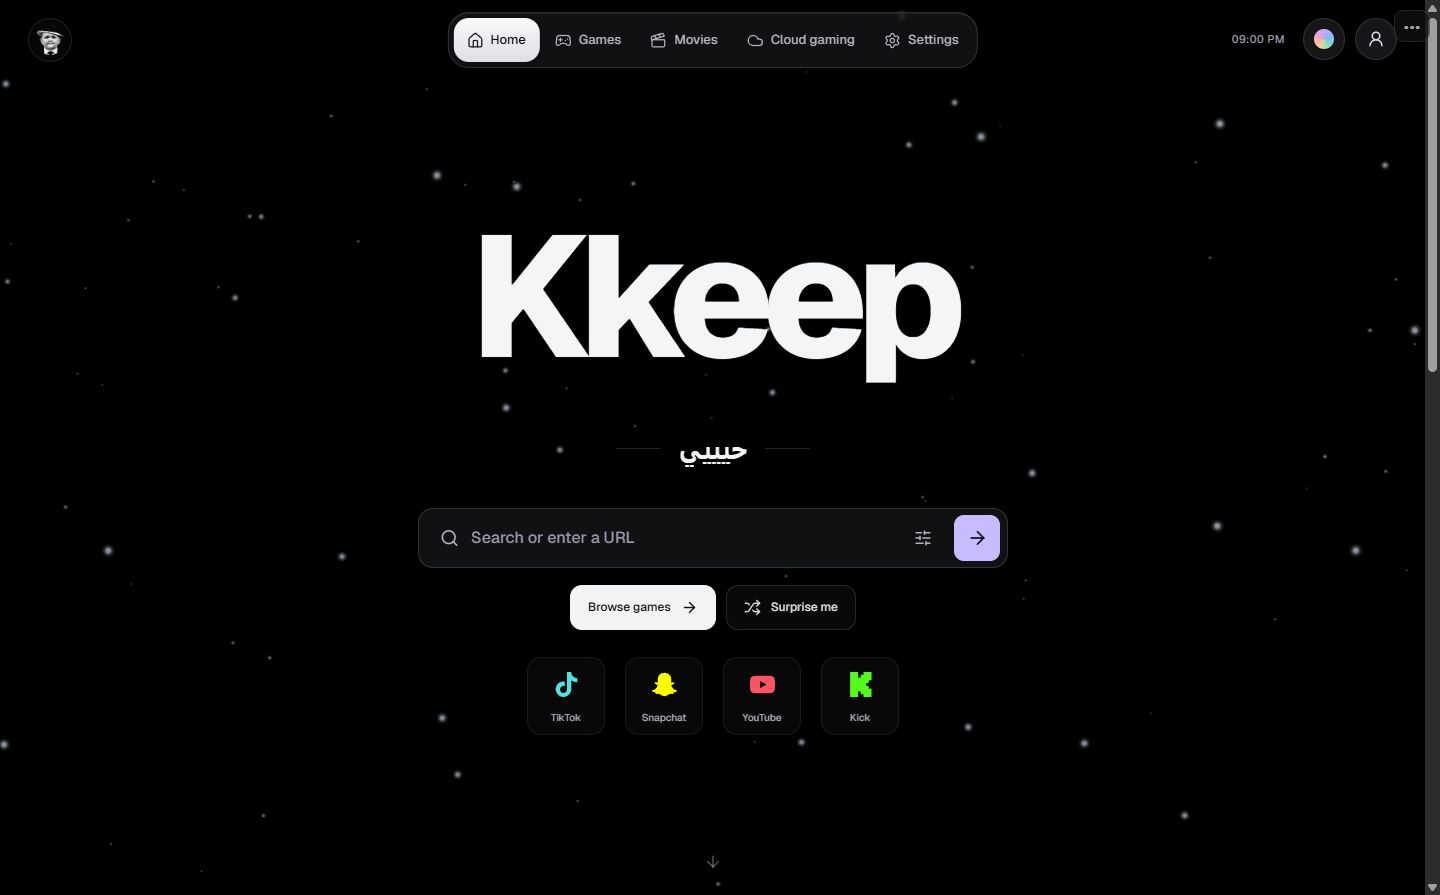 Home
Games
Movies
Cloud gaming
Settings
09:00 PM
Kkeep
Search or enter a URL
Browse games
Surprise me
TikTok
Snapchat
YouTube
Kick